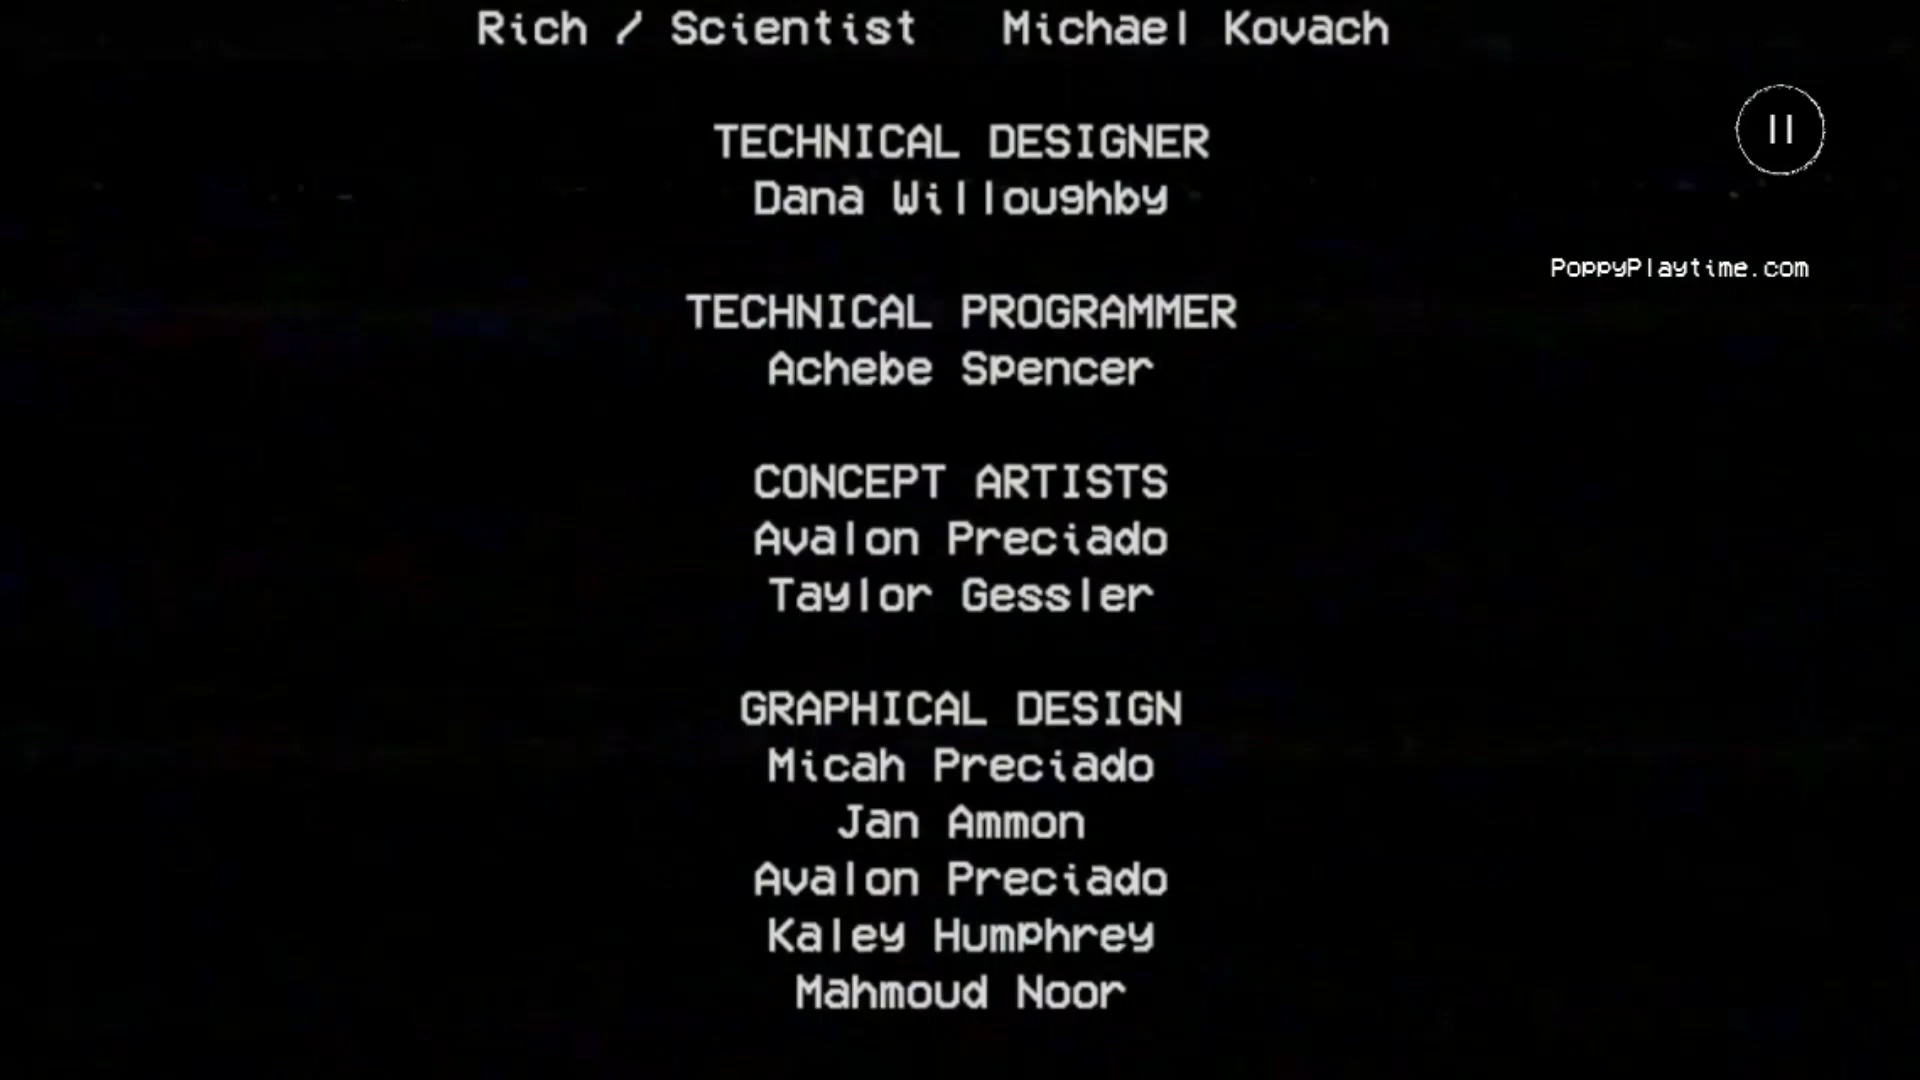 Rich / Scientist Michael Kovach
TECHNICAL DESIGNER
Dana Willoughby
PoppyPlaytime.com
TECHNICAL PROGRAMMER
Achebe Spencer
CONCEPT ARTISTS
Avalon Preciado
Taylor Gessler
GRAPHICAL DESIGN
Micah Preciado
Jan Ammon
Avalon Preciado
Kaley Humphrey
Mahmoud Noor